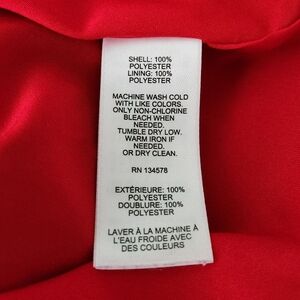 SHELL: 100%
POLYESTER
LINING: 100%
POLYESTER
MACHINE WASH COLD
WITH LIKE COLORS.
ONLY NON-CHLORINE
BLEACH WHEN
NEEDED.
TUMBLE DRY LOW.
WARM IRON IF
NEEDED.
OR DRY CLEAN.
RN 134578
EXTÉRIEURE: 100%
POLYESTER
DOUBLURE: 100%
POLYESTER
LAVER À LA MACHINE À
L'EAU FROIDE AVEC
DES COULEURS